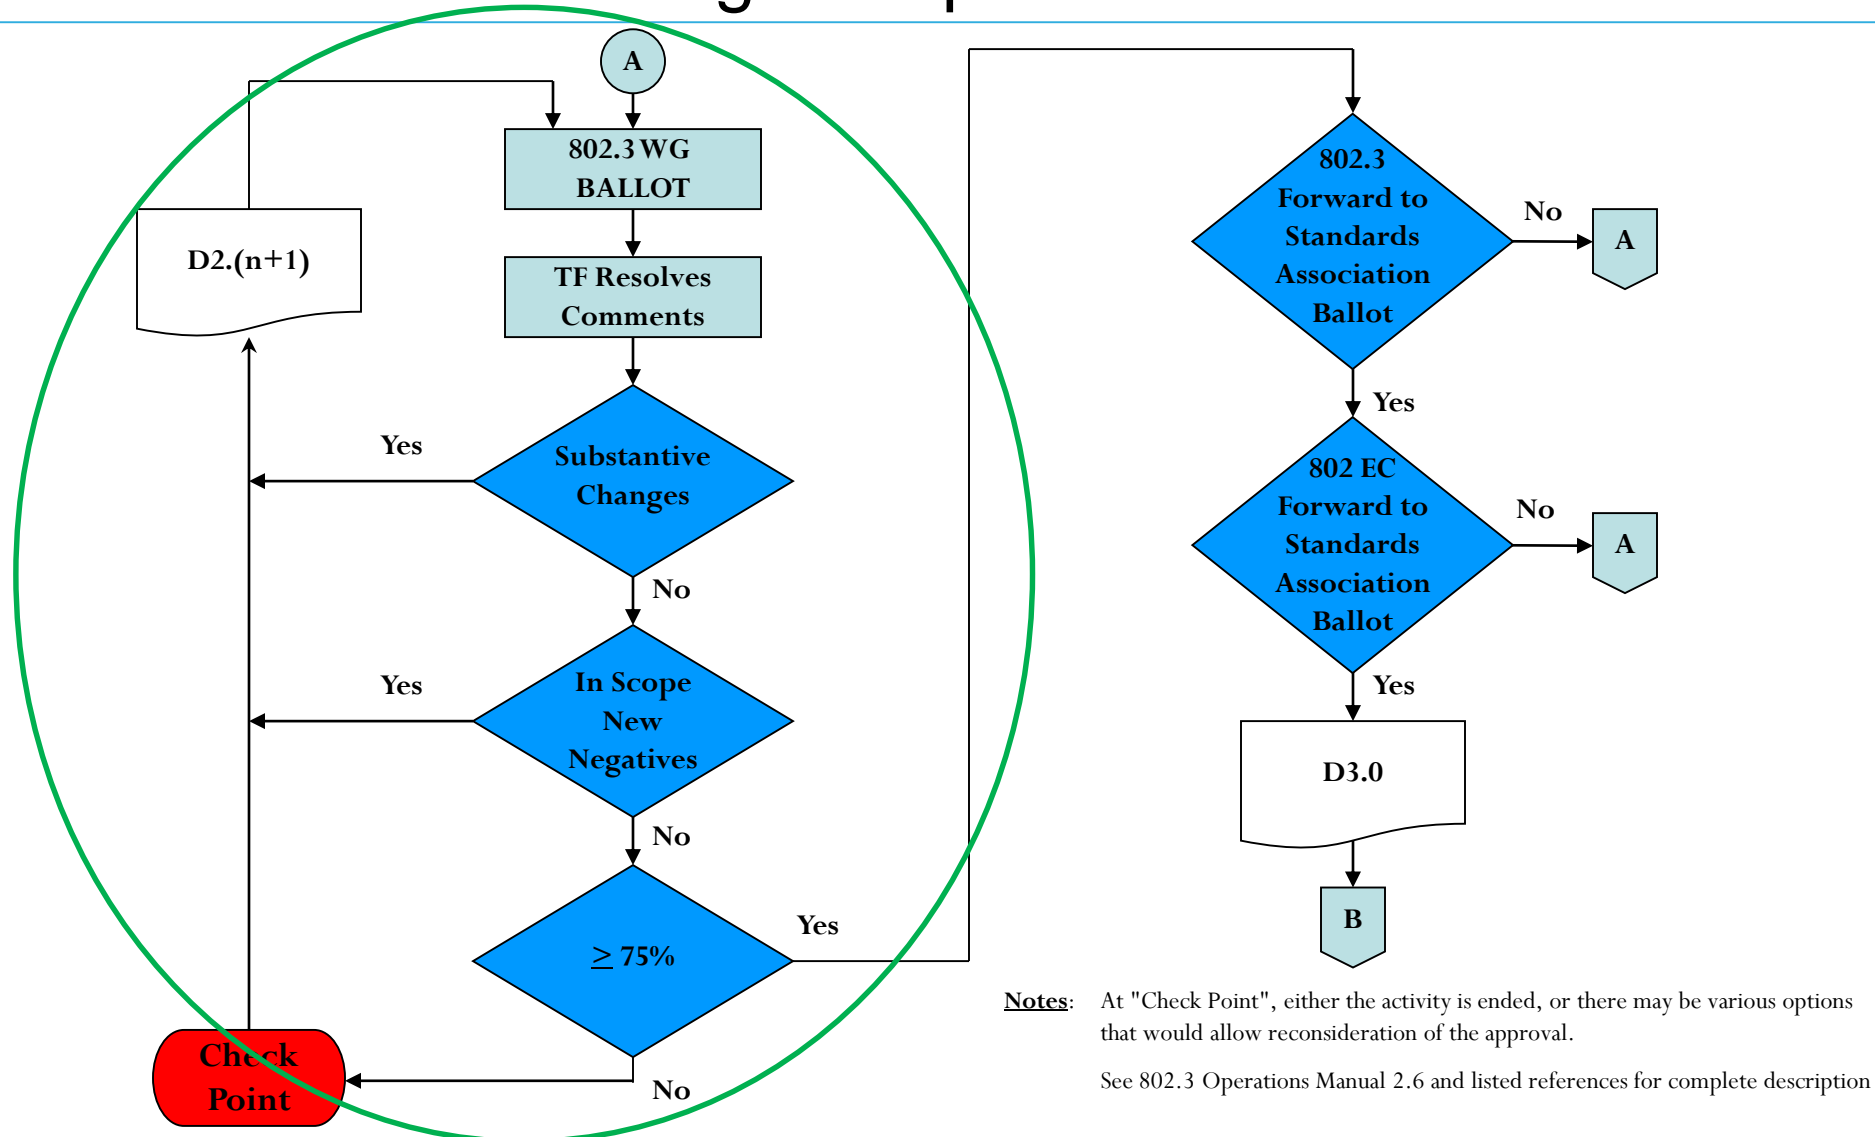 A
802.3 WG
BALLOT
D2.(n+1)
TF Resolves
Comments
Yes
Substantive
Changes
No
Yes
In Scope
New
Negatives
No
Yes
≥ 75%
Check
Point
No
802.3
Forward to
Standards
Association
Ballot
No
A
Yes
802 EC
Forward to
Standards
Association
Ballot
No
A
Yes
D3.0
B
Notes: At "Check Point", either the activity is ended, or there may be various options
that would allow reconsideration of the approval.
See 802.3 Operations Manual 2.6 and listed references for complete description